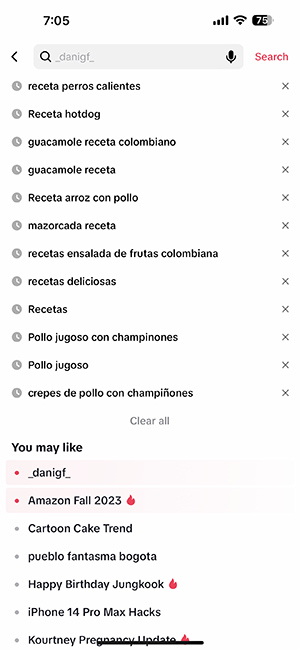 7:05
75
_danigf_
Search
receta perros calientes
Receta hotdog
guacamole receta colombiano
guacamole receta
Receta arroz con pollo
mazorcada receta
recetas ensalada de frutas colombiana
recetas deliciosas
Recetas
Pollo jugoso con champinones
Pollo jugoso
crepes de pollo con champiñones
Clear all
You may like
_danigf_
Amazon Fall 2023
Cartoon Cake Trend
pueblo fantasma bogota
Happy Birthday Jungkook
iPhone 14 Pro Max Hacks
Kourtney Pregnancy Update